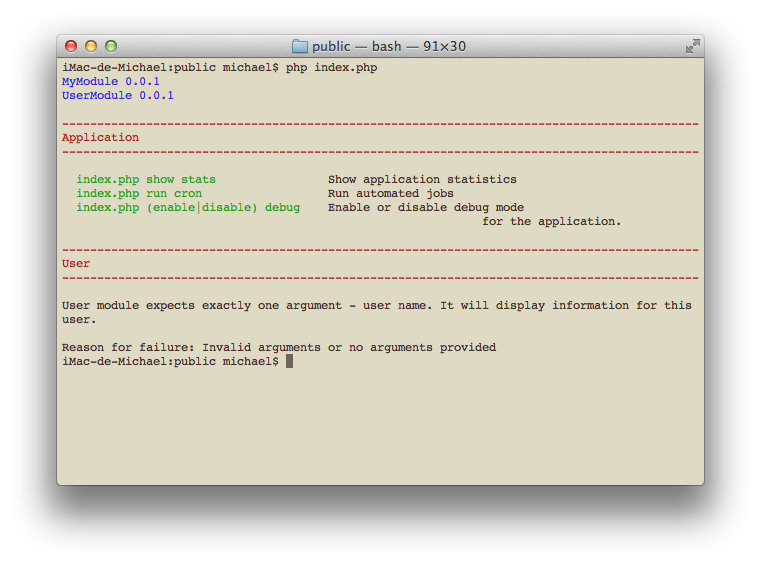 public — bash — 91×30
iMac-de-Michael:public michael$ php index.php
MyModule 0.0.1
UserModule 0.0.1
-------------------------------------------------------------------------------------------
Application
-------------------------------------------------------------------------------------------
index.php show stats                Show application statistics
index.php run cron                  Run automated jobs
index.php (enable|disable) debug    Enable or disable debug mode
for the application.
-------------------------------------------------------------------------------------------
User
-------------------------------------------------------------------------------------------
User module expects exactly one argument - user name. It will display information for this
user.
Reason for failure: Invalid arguments or no arguments provided
iMac-de-Michael:public michael$